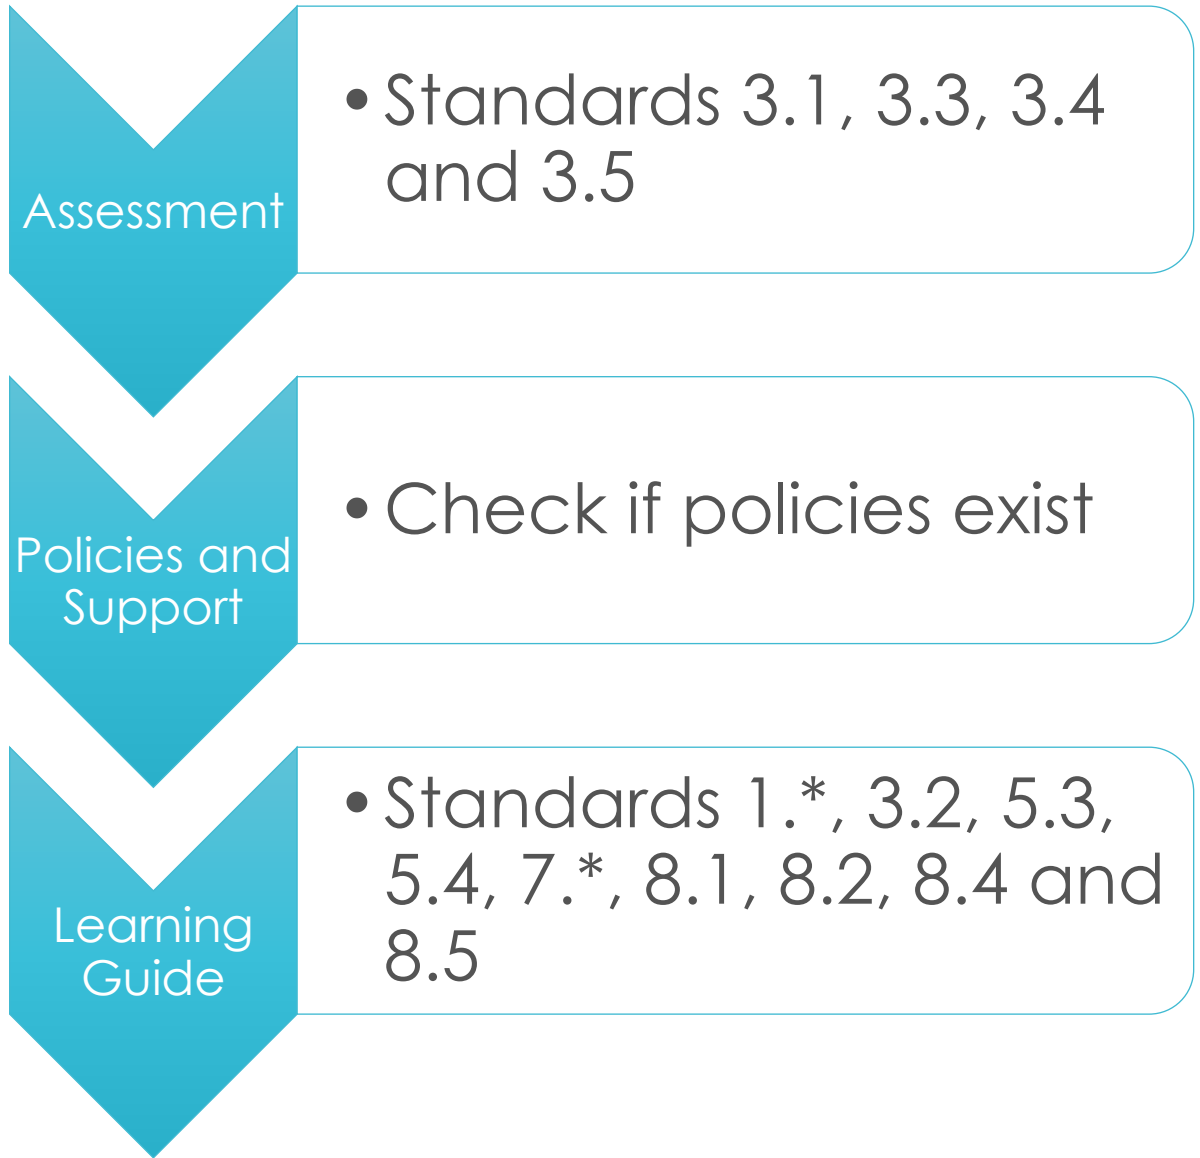 Assessment
• Standards 3.1, 3.3, 3.4
and 3.5
Policies and
Support
• Check if policies exist
Learning
Guide
• Standards 1.*, 3.2, 5.3,
5.4, 7.*, 8.1, 8.2, 8.4 and
8.5